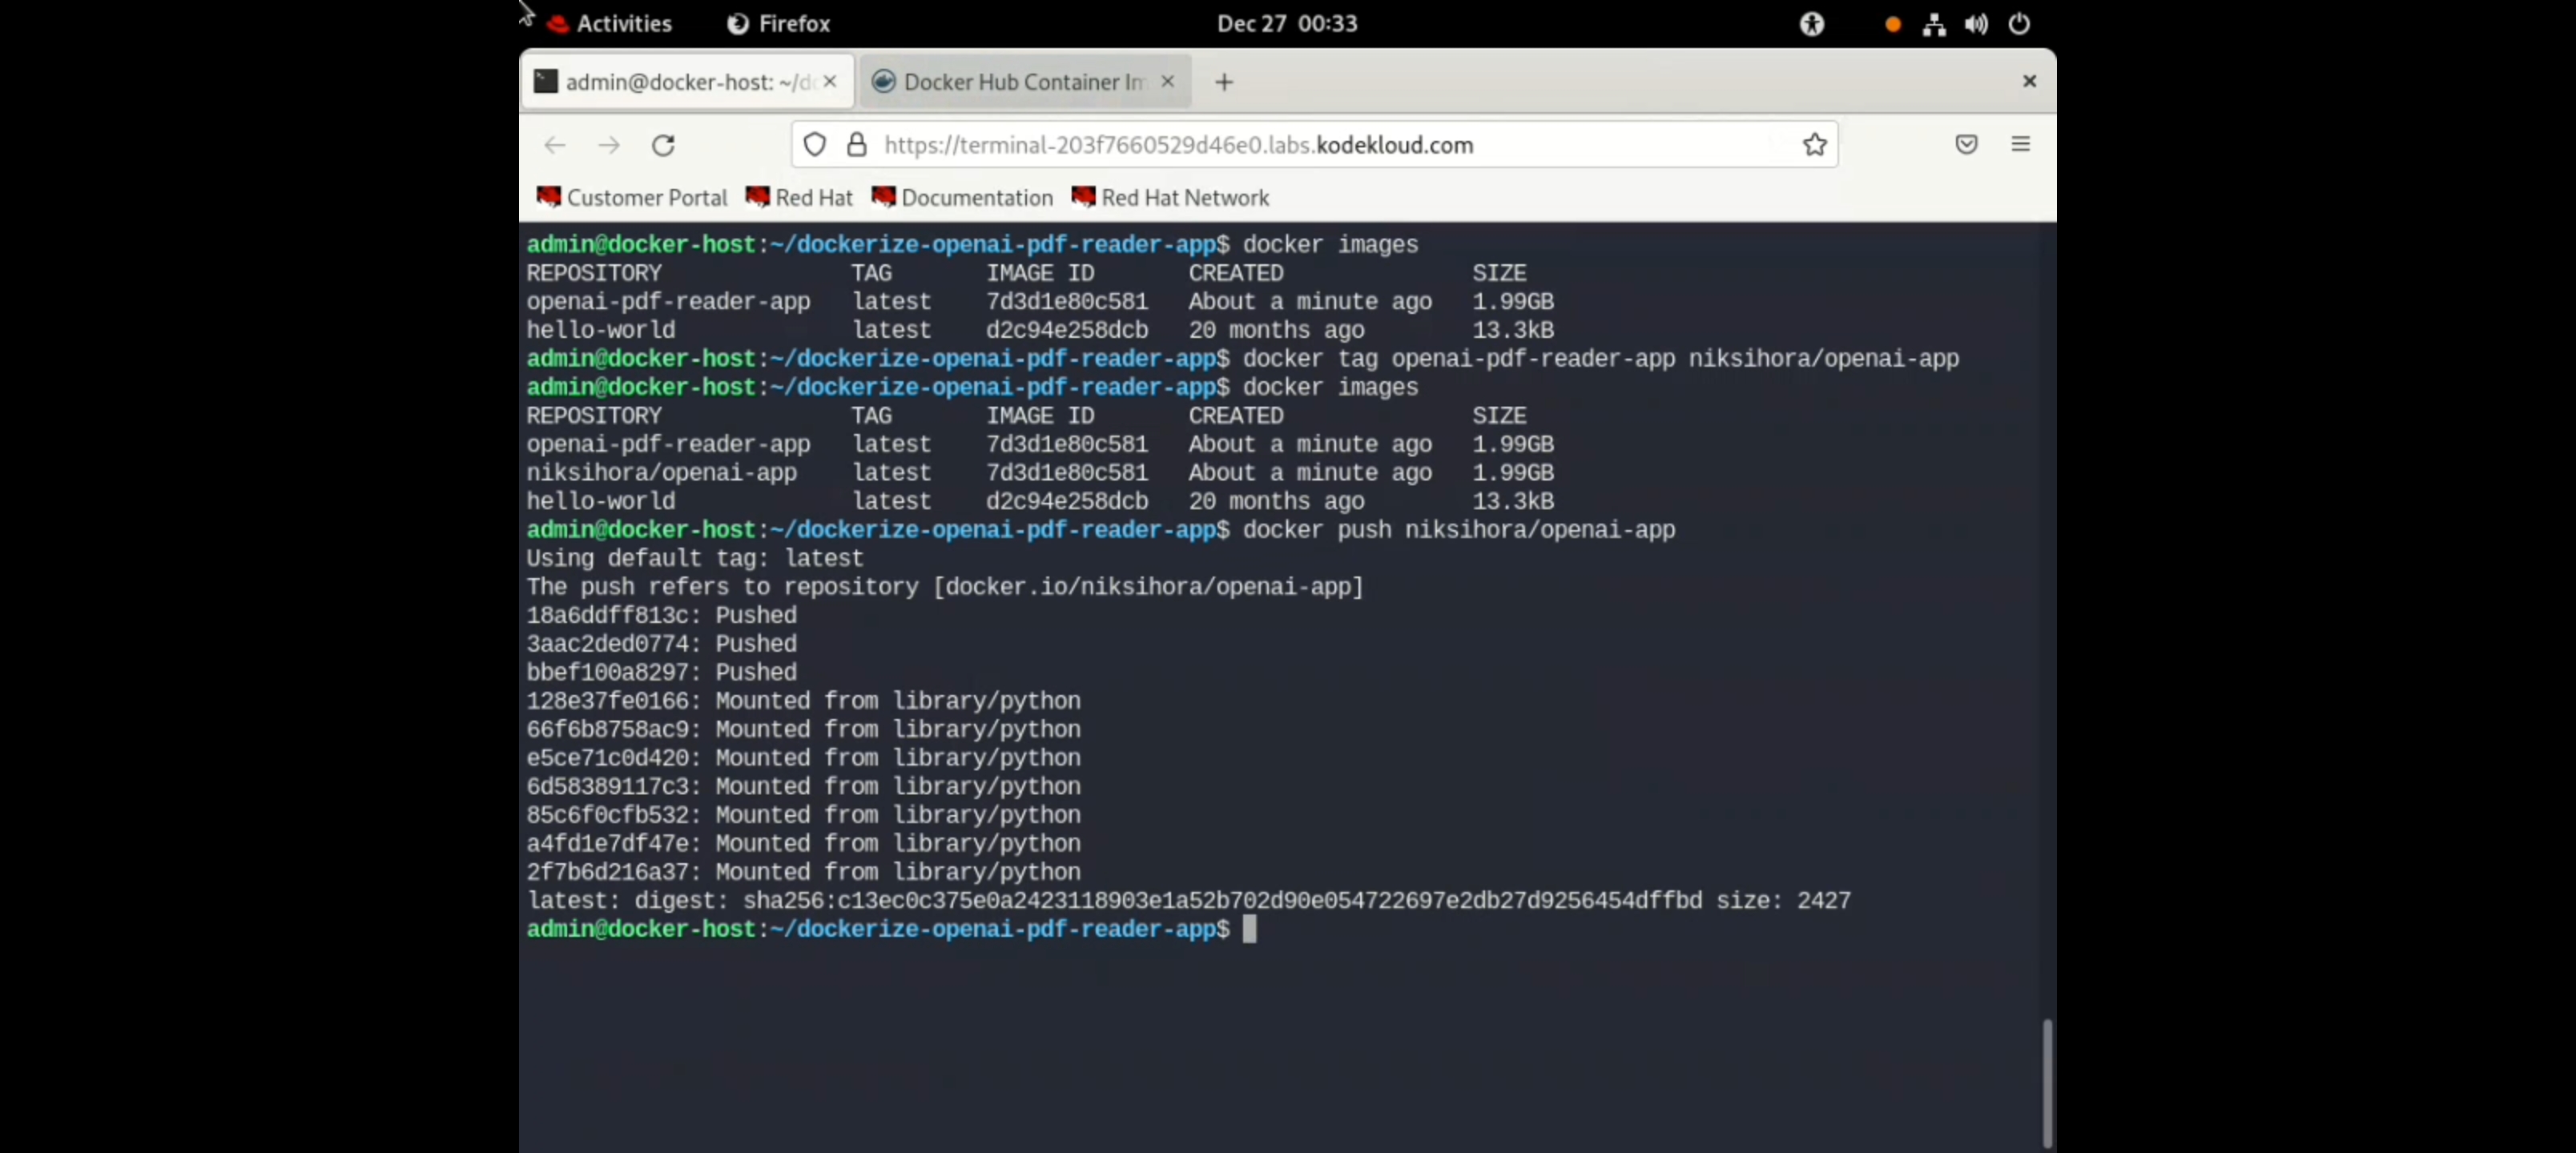 Activities Firefox Dec 27 00:33
admin@docker-host: ~/do Docker Hub Container Im
https://terminal-203f7660529d46e0.labs.kodekloud.com
Customer Portal Red Hat Documentation Red Hat Network
admin@docker-host:~/dockerize-openai-pdf-reader-app$ docker images
REPOSITORY TAG IMAGE ID CREATED SIZE
openai-pdf-reader-app latest 7d3d1e80c581 About a minute ago 1.99GB
hello-world latest d2c94e258dcb 20 months ago 13.3kB
admin@docker-host:~/dockerize-openai-pdf-reader-app$ docker tag openai-pdf-reader-app niksihora/openai-app
admin@docker-host:~/dockerize-openai-pdf-reader-app$ docker images
REPOSITORY TAG IMAGE ID CREATED SIZE
openai-pdf-reader-app latest 7d3d1e80c581 About a minute ago 1.99GB
niksihora/openai-app latest 7d3d1e80c581 About a minute ago 1.99GB
hello-world latest d2c94e258dcb 20 months ago 13.3kB
admin@docker-host:~/dockerize-openai-pdf-reader-app$ docker push niksihora/openai-app
Using default tag: latest
The push refers to repository [docker.io/niksihora/openai-app]
18a6ddff813c: Pushed
3aac2ded0774: Pushed
bbef100a8297: Pushed
128e37fe0166: Mounted from library/python
66f6b8758ac9: Mounted from library/python
e5ce71c0d420: Mounted from library/python
6d58389117c3: Mounted from library/python
85c6f0cfb532: Mounted from library/python
a4fd1e7df47e: Mounted from library/python
2f7b6d216a37: Mounted from library/python
latest: digest: sha256:c13ec0c375e0a2423118903e1a52b702d90e054722697e2db27d9256454dffbd size: 2427
admin@docker-host:~/dockerize-openai-pdf-reader-app$